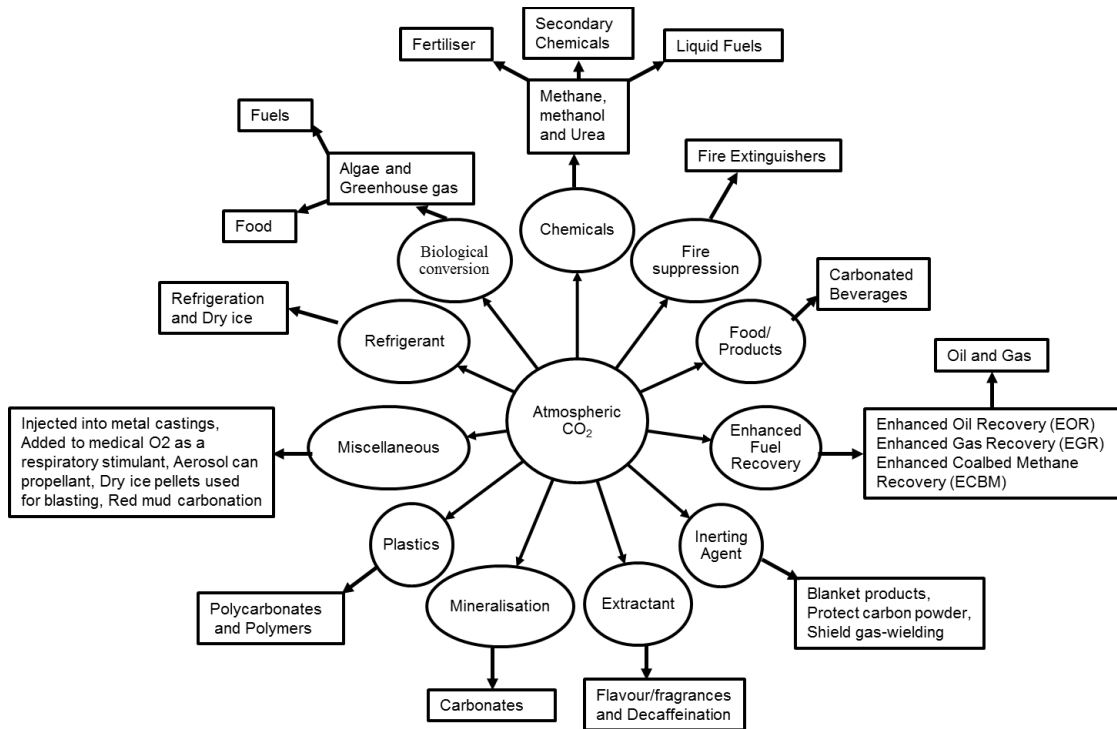 Secondary
Chemicals
Fertiliser
Liquid Fuels
Methane,
methanol
and Urea
Fuels
Fire Extinguishers
Algae and
Greenhouse gas
Food
Chemicals
Biological
conversion
Fire
suppression
Carbonated
Beverages
Refrigeration
and Dry ice
Refrigerant
Food/
Products
Oil and Gas
Atmospheric
CO2
Injected into metal castings,
Added to medical O2 as a
respiratory stimulant, Aerosol can
propellant, Dry ice pellets used
for blasting, Red mud carbonation
Miscellaneous
Enhanced
Fuel
Recovery
Enhanced Oil Recovery (EOR)
Enhanced Gas Recovery (EGR)
Enhanced Coalbed Methane
Recovery (ECBM)
Plastics
Inerting
Agent
Polycarbonates
and Polymers
Mineralisation
Extractant
Blanket products,
Protect carbon powder,
Shield gas-wielding
Carbonates
Flavour/fragrances
and Decaffeination